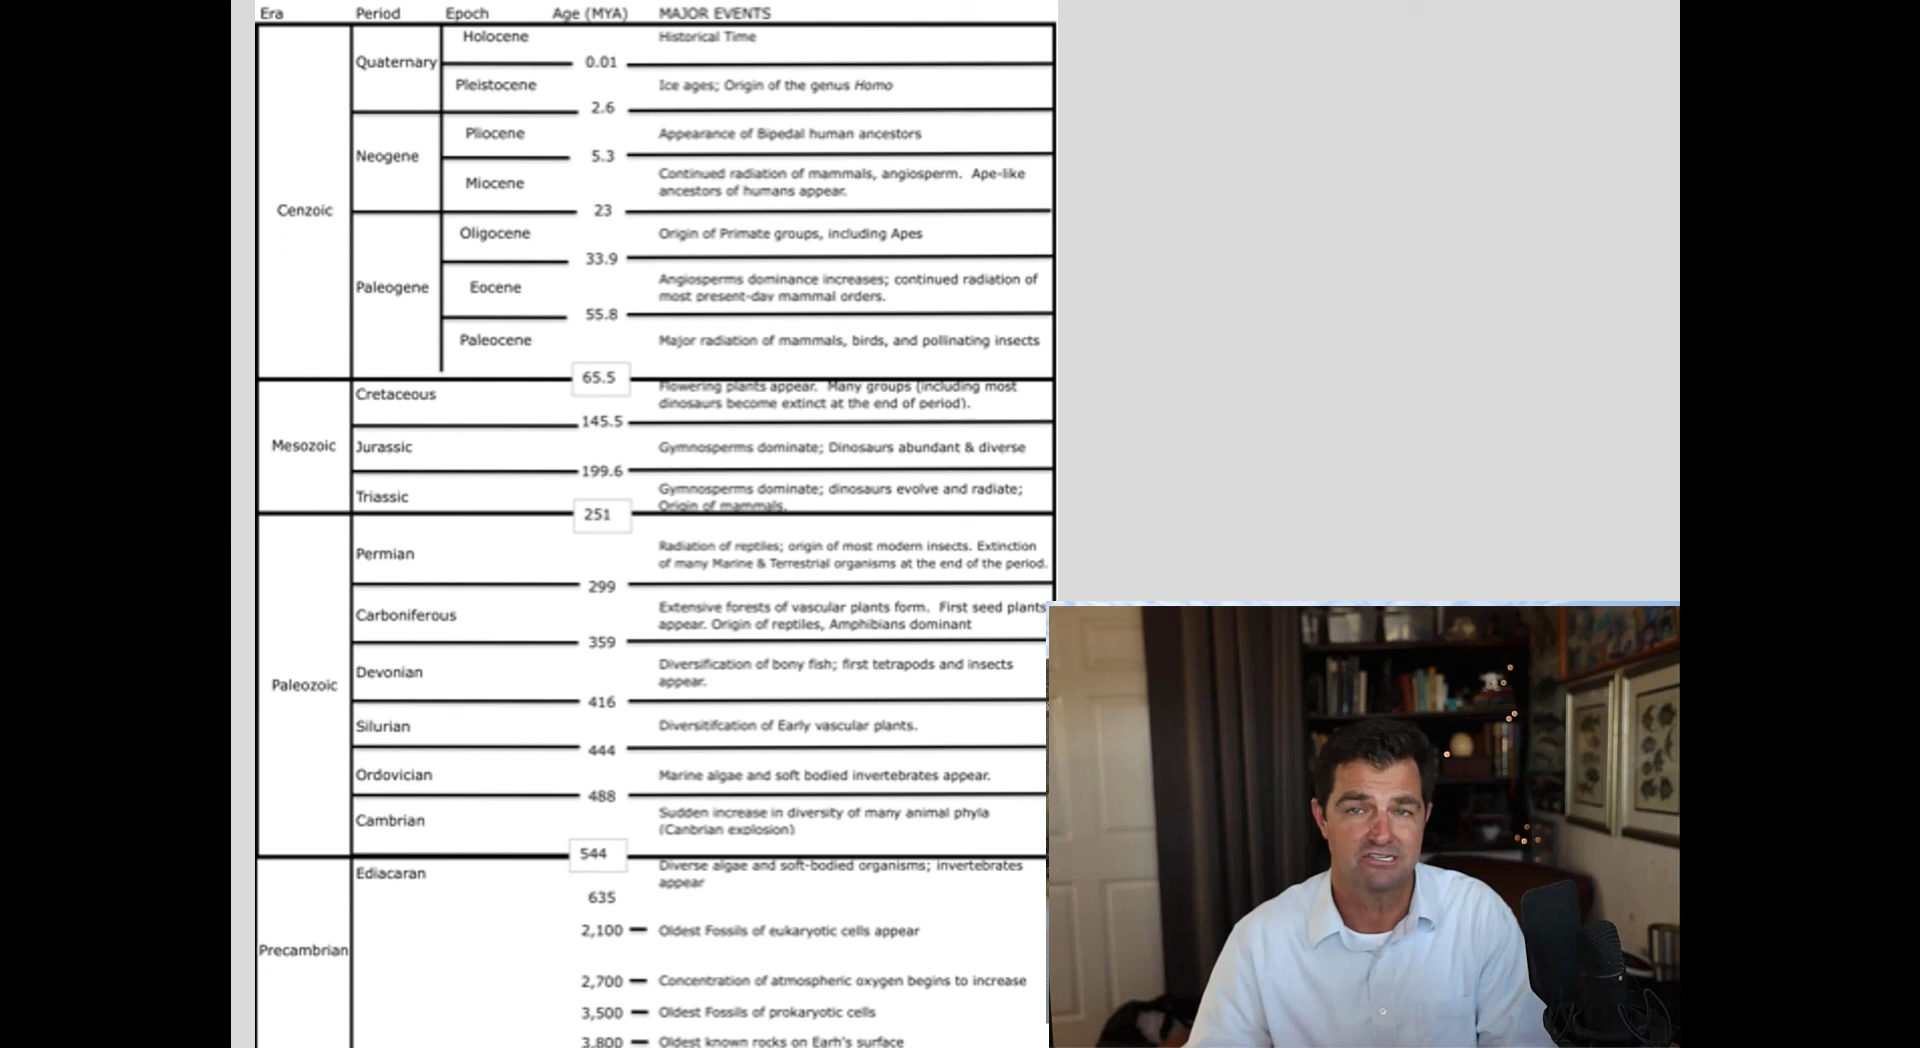 Era Period Epoch Age (MYA) MAJOR EVENTS
Holocene Historical Time
Quaternary 0.01
Pleistocene Ice ages; Origin of the genus Homo
2.6
Pliocene Appearance of Bipedal human ancestors
Neogene 5.3
Miocene Continued radiation of mammals, angiosperm. Ape-like
ancestors of humans appear.
Cenzoic 23
Oligocene Origin of Primate groups, including Apes
33.9
Paleogene Eocene Angiosperms dominance increases; continued radiation of
most present-day mammal orders.
55.8
Paleocene Major radiation of mammals, birds, and pollinating insects
65.5
Cretaceous Flowering plants appear. Many groups (including most
dinosaurs become extinct at the end of period).
145.5
Mesozoic Jurassic Gymnosperms dominate; Dinosaurs abundant & diverse
199.6
Triassic Gymnosperms dominate; dinosaurs evolve and radiate;
Origin of mammals.
251
Permian Radiation of reptiles; origin of most modern insects. Extinction
of many Marine & Terrestrial organisms at the end of the period.
299
Carboniferous Extensive forests of vascular plants form. First seed plants
appear. Origin of reptiles, Amphibians dominant
359
Devonian Diversification of bony fish; first tetrapods and insects
appear.
Paleozoic
416
Silurian Diversitifcation of Early vascular plants.
444
Ordovician Marine algae and soft bodied invertebrates appear.
488
Cambrian Sudden increase in diversity of many animal phyla
(Canbrian explosion)
544
Ediacaran Diverse algae and soft-bodied organisms; invertebrates
appear
635
2,100 Oldest Fossils of eukaryotic cells appear
Precambrian
2,700 Concentration of atmospheric oxygen begins to increase
3,500 Oldest Fossils of prokaryotic cells
3,800 Oldest known rocks on Earh's surface